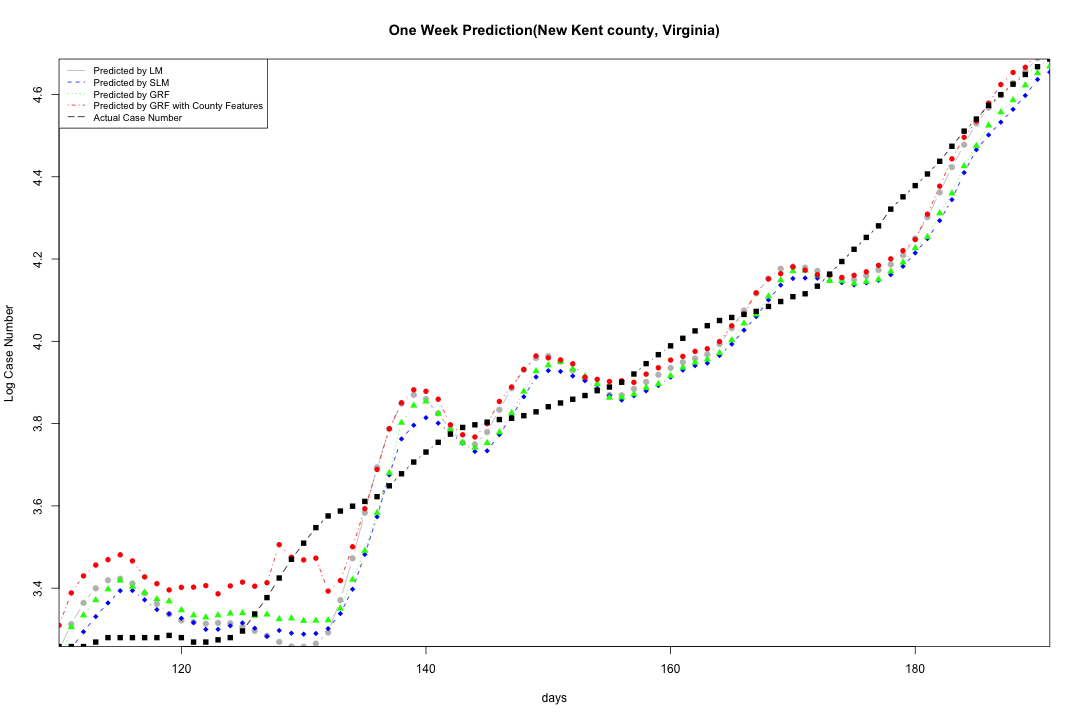 One Week Prediction(New Kent county, Virginia)
Predicted by LM
Predicted by SLM
Predicted by GRF
Predicted by GRF with County Features
Actual Case Number
4.6
4.4
4.2
4.0
3.8
3.6
3.4
Log Case Number
120
140
160
180
days